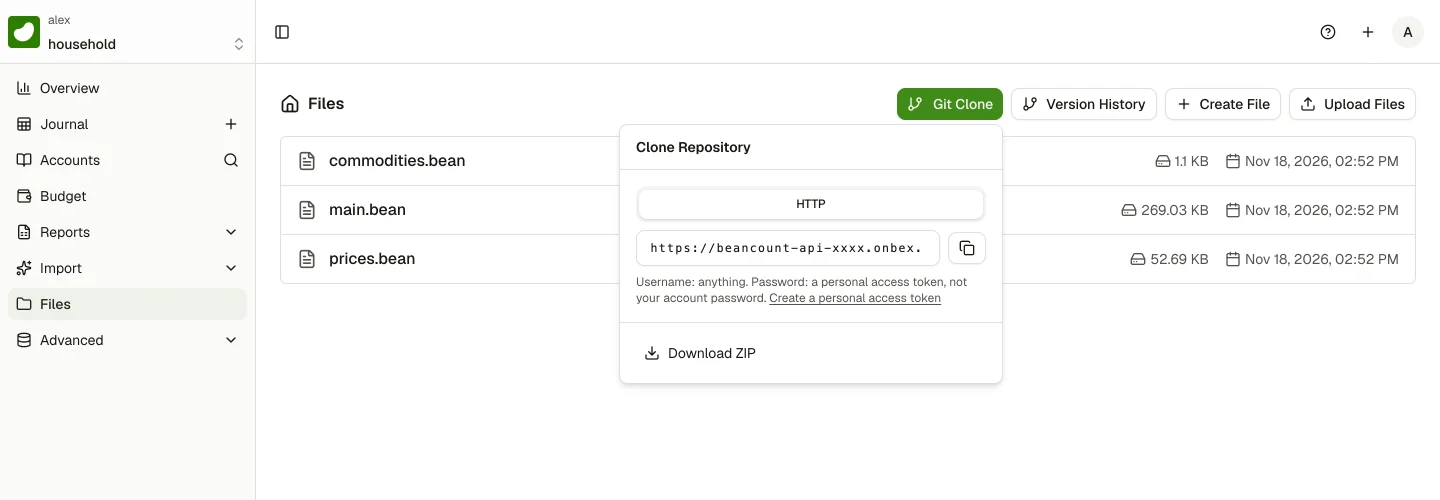 alex
household
A
Overview
Journal
Accounts
Budget
Reports
Import
Files
Advanced
Files
Git Clone
Version History
Create File
Upload Files
commodities.bean
1.1 KB
Nov 18, 2026, 02:52 PM
main.bean
269.03 KB
Nov 18, 2026, 02:52 PM
prices.bean
52.69 KB
Nov 18, 2026, 02:52 PM
Clone Repository
HTTP
https://beancount-api-xxxx.onbex.
Username: anything. Password: a personal access token, not
your account password. Create a personal access token
Download ZIP